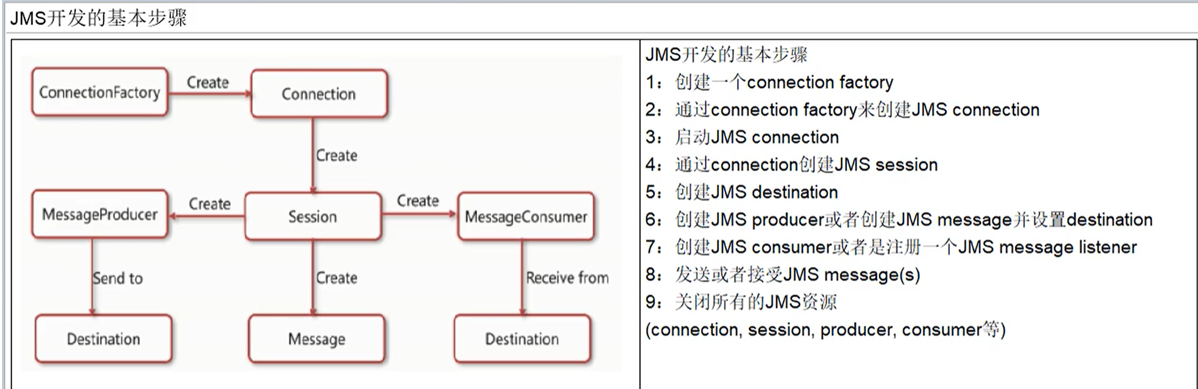 JMS开发的基本步骤
ConnectionFactory
Create
Connection
Create
MessageProducer
Create
Session
Create
MessageConsumer
Send to
Create
Receive from
Destination
Message
Destination
JMS开发的基本步骤
1：创建一个connection factory
2：通过connection factory来创建JMS connection
3：启动JMS connection
4：通过connection创建JMS session
5：创建JMS destination
6：创建JMS producer或者创建JMS message并设置destination
7：创建JMS consumer或者是注册一个JMS message listener
8：发送或者接受JMS message(s)
9：关闭所有的JMS资源
(connection, session, producer, consumer等)